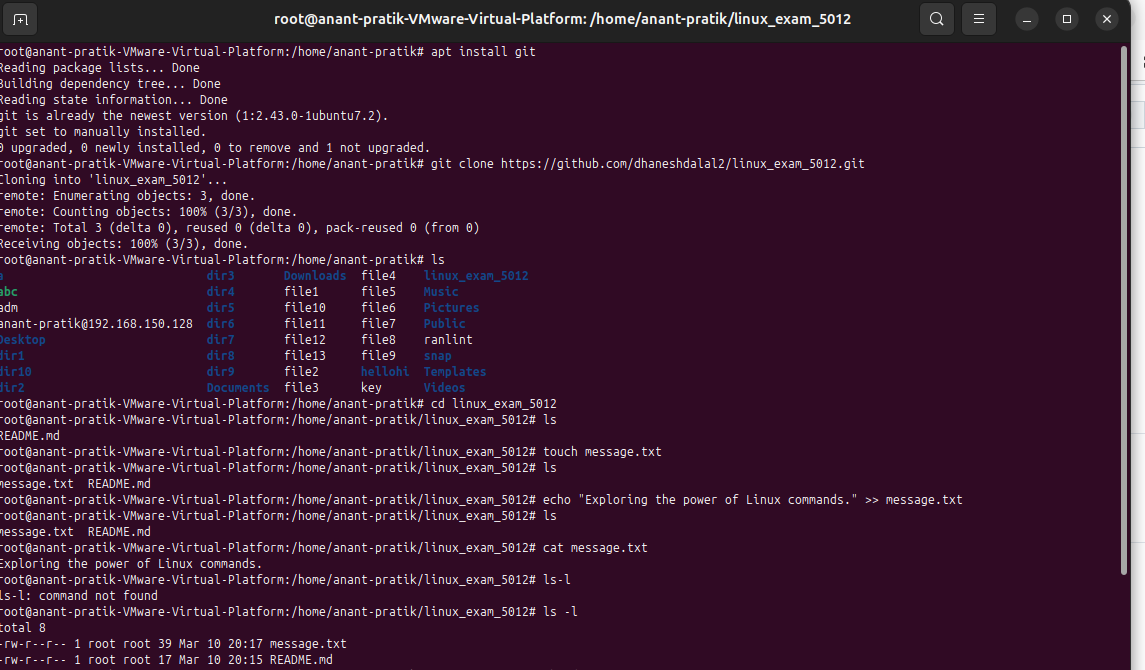 root@anant-pratik-VMware-Virtual-Platform: /home/anant-pratik/linux_exam_5012
root@anant-pratik-VMware-Virtual-Platform:/home/anant-pratik# apt install git
Reading package lists... Done
Building dependency tree... Done
Reading state information... Done
git is already the newest version (1:2.43.0-1ubuntu7.2).
git set to manually installed.
0 upgraded, 0 newly installed, 0 to remove and 1 not upgraded.
root@anant-pratik-VMware-Virtual-Platform:/home/anant-pratik# git clone https://github.com/dhaneshdalal2/linux_exam_5012.git
Cloning into 'linux_exam_5012'...
remote: Enumerating objects: 3, done.
remote: Counting objects: 100% (3/3), done.
remote: Total 3 (delta 0), reused 0 (delta 0), pack-reused 0 (from 0)
Receiving objects: 100% (3/3), done.
root@anant-pratik-VMware-Virtual-Platform:/home/anant-pratik# ls
a dir3 Downloads file4 linux_exam_5012
abc dir4 file1 file5 Music
adm dir5 file10 file6 Pictures
anant-pratik@192.168.150.128 dir6 file11 file7 Public
Desktop dir7 file12 file8 ranlint
dir1 dir8 file13 file9 snap
dir10 dir9 file2 hellohi Templates
dir2 Documents file3 key Videos
root@anant-pratik-VMware-Virtual-Platform:/home/anant-pratik# cd linux_exam_5012
root@anant-pratik-VMware-Virtual-Platform:/home/anant-pratik/linux_exam_5012# ls
README.md
root@anant-pratik-VMware-Virtual-Platform:/home/anant-pratik/linux_exam_5012# touch message.txt
root@anant-pratik-VMware-Virtual-Platform:/home/anant-pratik/linux_exam_5012# ls
message.txt README.md
root@anant-pratik-VMware-Virtual-Platform:/home/anant-pratik/linux_exam_5012# echo "Exploring the power of Linux commands." >> message.txt
root@anant-pratik-VMware-Virtual-Platform:/home/anant-pratik/linux_exam_5012# ls
message.txt README.md
root@anant-pratik-VMware-Virtual-Platform:/home/anant-pratik/linux_exam_5012# cat message.txt
Exploring the power of Linux commands.
root@anant-pratik-VMware-Virtual-Platform:/home/anant-pratik/linux_exam_5012# ls-l
ls-l: command not found
root@anant-pratik-VMware-Virtual-Platform:/home/anant-pratik/linux_exam_5012# ls -l
total 8
-rw-r--r-- 1 root root 39 Mar 10 20:17 message.txt
-rw-r--r-- 1 root root 17 Mar 10 20:15 README.md